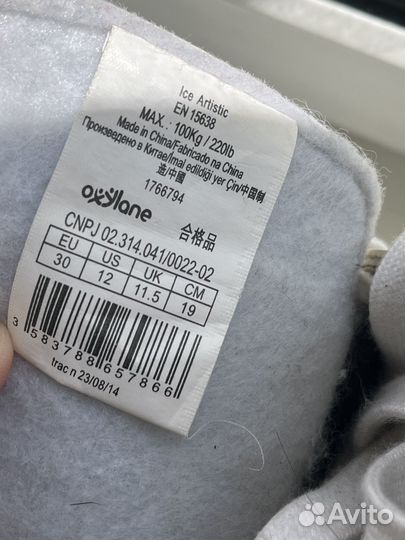 Ice Artistic
EN 15638
MAX.: 100Kg / 220lb
Made in China/Fabricado na China
Произведено в Китае/imal edildiği yer Çin/中国制
造/中國
1766794
oxylane 合格品
CNPJ 02.314.041/0022-02
EU US UK CM
30 12 11.5 19
3 583788 657866
trac n 23/08/14
Avito